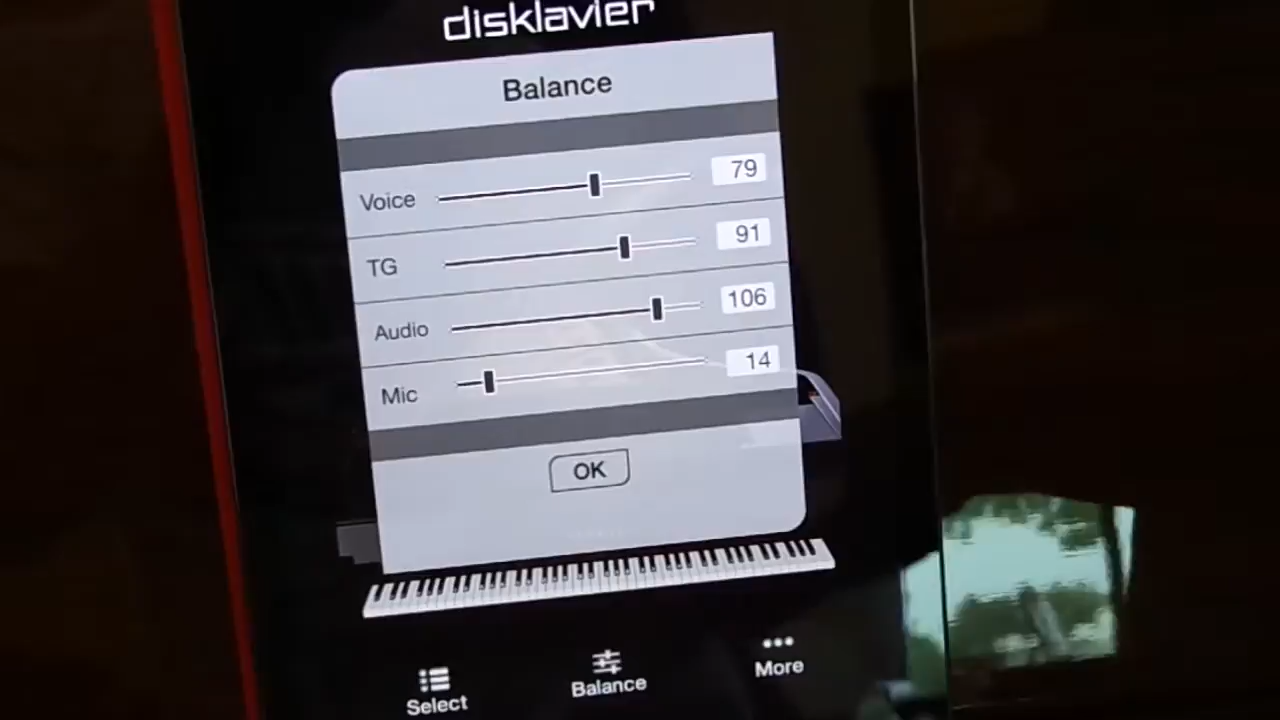 disklavier
Balance
Voice 79
TG 91
Audio 106
Mic 14
OK
Select Balance More